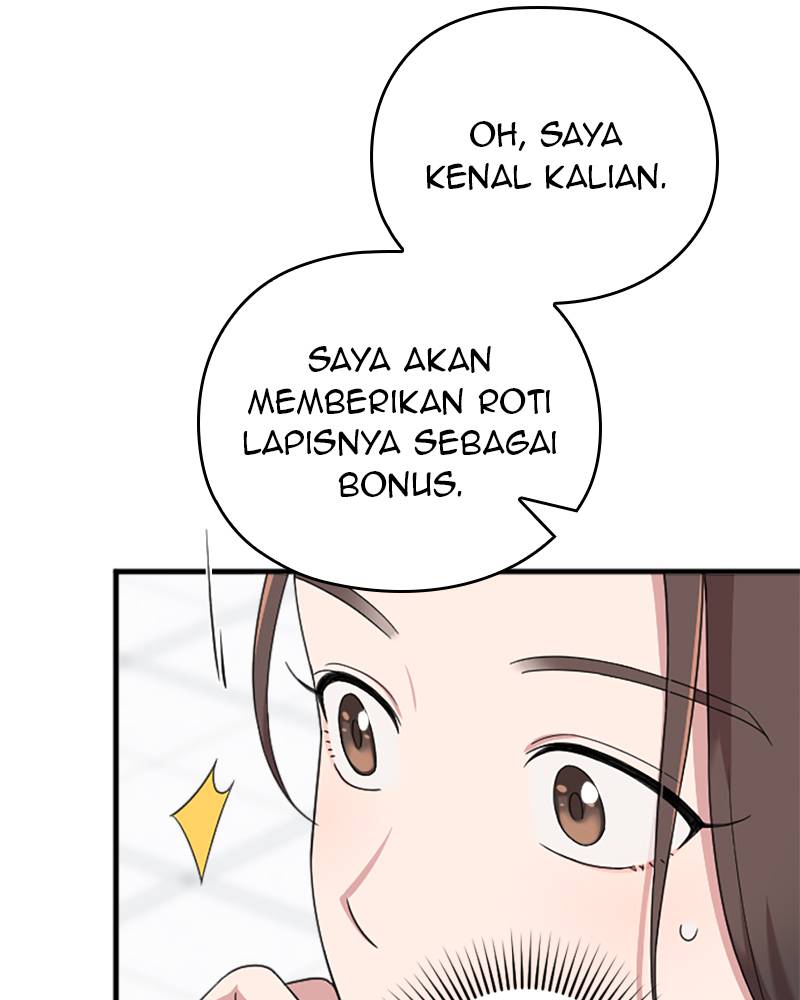 OH, SAYA
KENAL KALIAN.
SAYA AKAN
MEMBERIKAN ROTI
LAPISNYA SEBAGAI
BONUS.